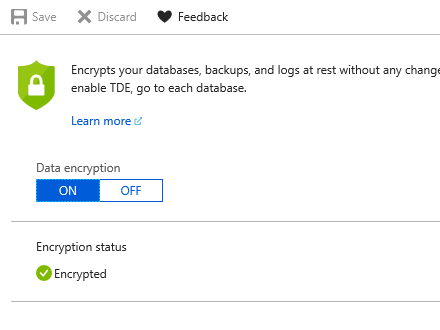 Save Discard Feedback
Encrypts your databases, backups, and logs at rest without any change
enable TDE, go to each database.
Learn more
Data encryption
ON OFF
Encryption status
Encrypted